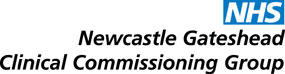 NHS
Newcastle Gateshead
Clinical Commissioning Group